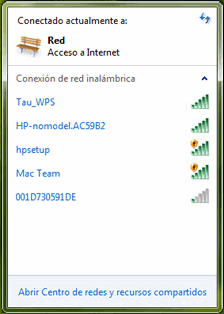 Conectado actualmente a:
Red
Acceso a Internet
Conexión de red inalámbrica
Tau_WPS
HP-nomodel.AC59B2
hpsetup
Mac Team
001D730591DE
Abrir Centro de redes y recursos compartidos